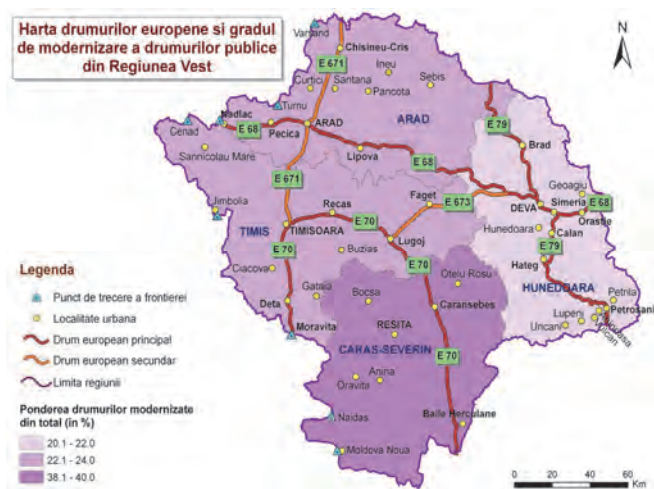 Harta drumurilor europene si gradul
de modernizare a drumurilor publice
din Regiunea Vest
N
Varsand
Chisineu-Cris
E 671
Ineu
Curtici
Santana
Sebis
Pancota
Turnu
Nadlac
Cenad
E 68
Pecica
ARAD
ARAD
E 79
Brad
Sannicolau Mare
Lipova
E 68
Geoagiu
E 671
Faget
E 673
Jimbolia
DEVA
Simeria
E 68
Orastie
Recas
E 70
TIMIS
TIMISOARA
Hunedoara
Calan
Lugoj
E 79
E 70
Buzias
E 70
Hateg
Ciacova
Otelu Rosu
HUNEDOARA
Gataia
Deta
Bocsa
Caransebes
Petrila
Petrosani
Lupeni
Uricani
Moravita
RESITA
CARAS-SEVERIN
E 70
Anina
Oravita
Naidas
Baile Herculane
Moldova Noua
Legenda
Punct de trecere a frontierei
Localitate urbana
Drum european principal
Drum european secundar
Limita regiunii
Ponderea drumurilor modernizate
din total (in %)
20.1 - 22.0
22.1 - 24.0
38.1 - 40.0
0 10 20 40 60
Km